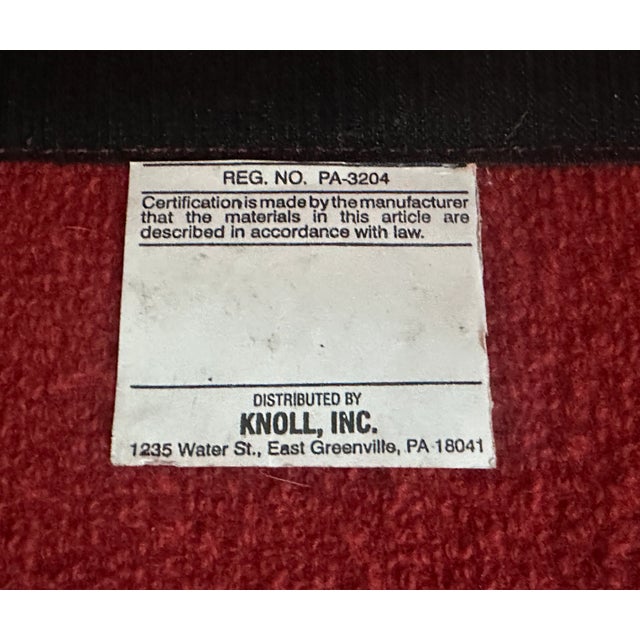 REG. NO. PA-3204
Certification is made by the manufacturer
that the materials in this article are
described in accordance with law.
DISTRIBUTED BY
KNOLL, INC.
1235 Water St., East Greenville, PA 18041